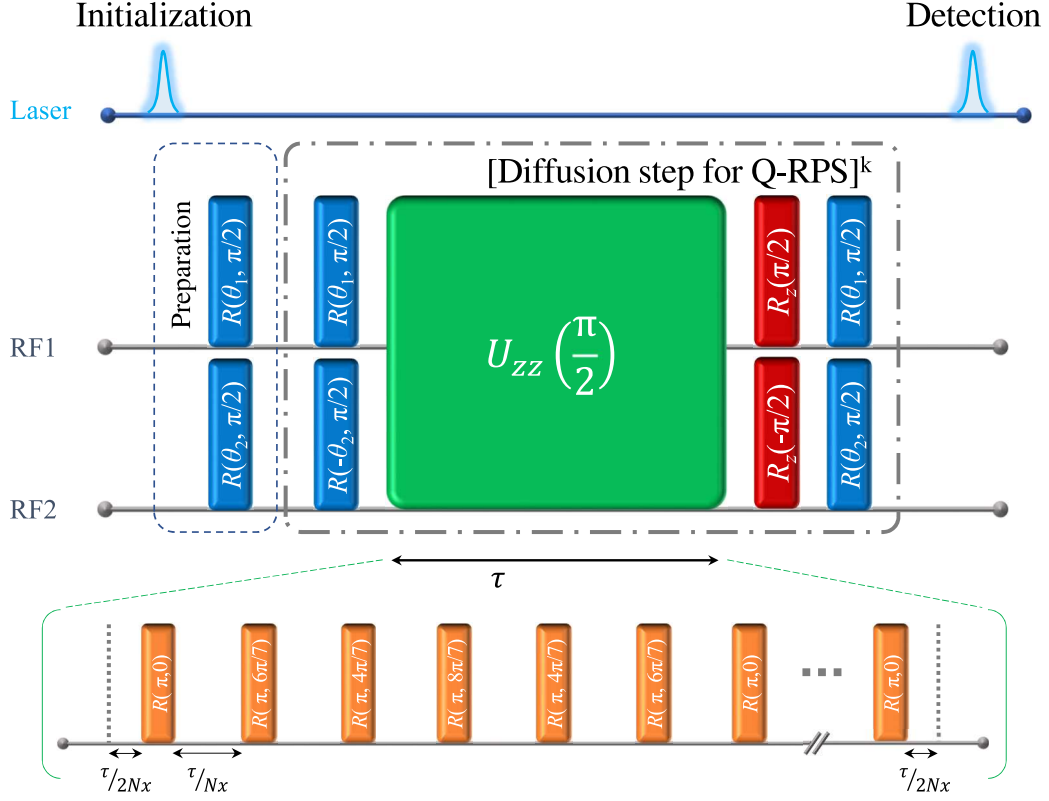 Initialization
Detection
Laser
[Diffusion step for Q-RPS]ᵏ
Preparation
R(θ₁, π/2)
R(θ₁, π/2)
R_z(π/2)
R(θ₁, π/2)
RF1
U_zz (π/2)
R(θ₂, π/2)
R(-θ₂, π/2)
R_z(-π/2)
R(θ₂, π/2)
RF2
τ
R( π,0)
R( π, 6π/7)
R( π, 4π/7)
R( π, 8π/7)
R( π, 4π/7)
R( π, 6π/7)
R( π,0)
...
R( π,0)
τ/2Nx
τ/Nx
τ/2Nx